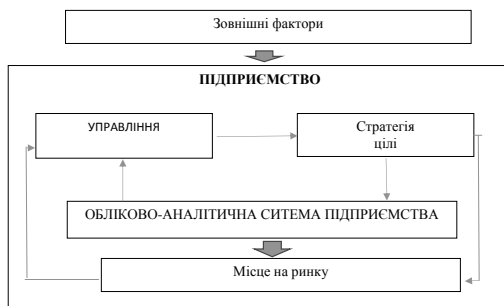 Зовнішні фактори
ПІДПРИЄМСТВО
УПРАВЛІННЯ
Стратегія
цілі
ОБЛІКОВО-АНАЛІТИЧНА СИТЕМА ПІДПРИЄМСТВА
Місце на ринку